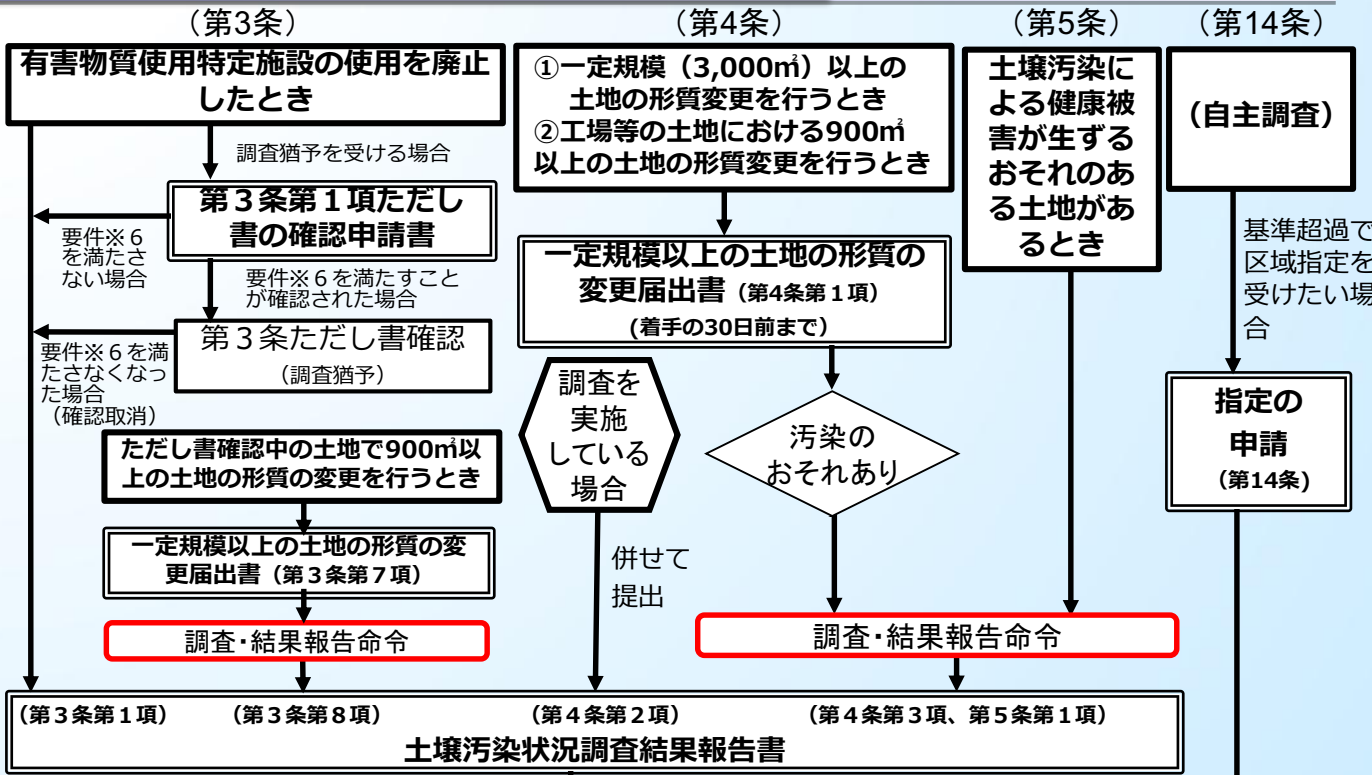 （第3条）
有害物質使用特定施設の使用を廃止
したとき
調査猶予を受ける場合
第３条第１項ただし
書の確認申請書
要件※６
を満たさ
ない場合
要件※６を満たすこと
が確認された場合
第３条ただし書確認
（調査猶予）
要件※６を満
たさなくなっ
た場合
（確認取消）
ただし書確認中の土地で900㎡以
上の土地の形質の変更を行うとき
一定規模以上の土地の形質の変
更届出書（第３条第７項）
調査・結果報告命令
（第4条）
①一定規模（3,000㎡）以上の
土地の形質変更を行うとき
②工場等の土地における900㎡
以上の土地の形質変更を行うとき
一定規模以上の土地の形質の
変更届出書（第4条第１項）
(着手の30日前まで）
調査を
実施
している
場合
汚染の
おそれあり
併せて
提出
（第5条）
土壌汚染に
よる健康被
害が生ずる
おそれのあ
る土地があ
るとき
調査・結果報告命令
（第14条）
（自主調査）
基準超過で
区域指定を
受けたい場
合
指定の
申請
（第14条)
（第３条第１項）
（第３条第８項）
（第４条第２項）
（第４条第３項、第５条第１項）
土壌汚染状況調査結果報告書